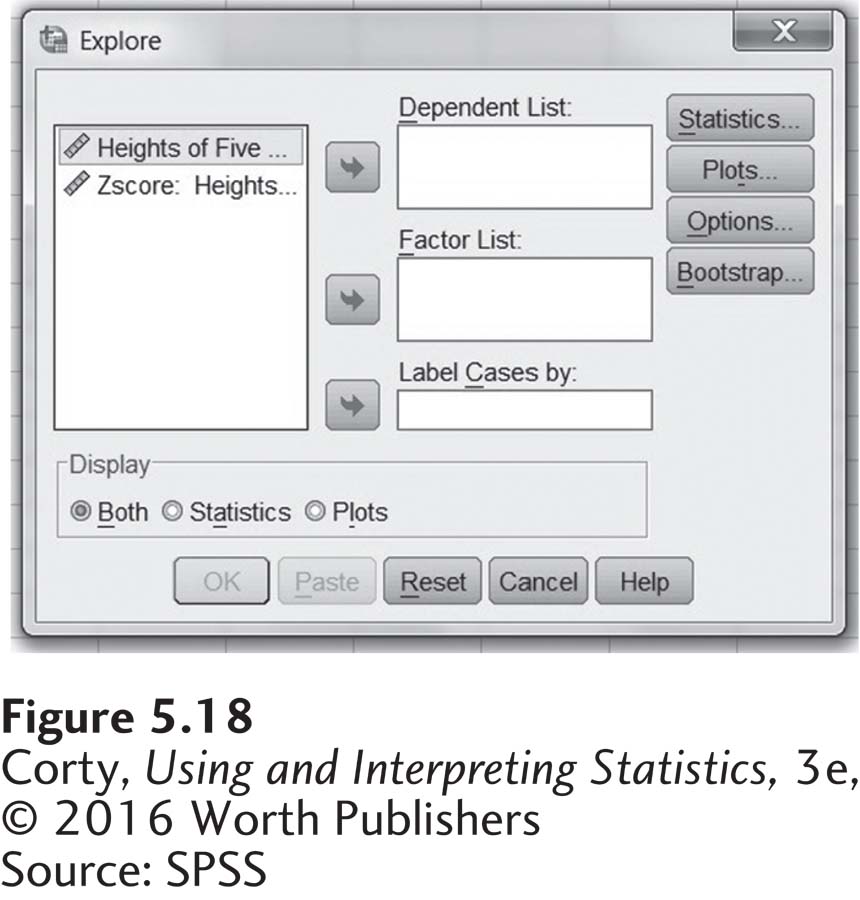 Explore
X
Heights of Five ...
Zscore: Heights...
Dependent List:
Factor List:
Label Cases by:
Statistics...
Plots...
Options...
Bootstrap...
Display
Both Statistics Plots
OK Paste Reset Cancel Help
Figure 5.18
Corty, Using and Interpreting Statistics, 3e,
© 2016 Worth Publishers
Source: SPSS